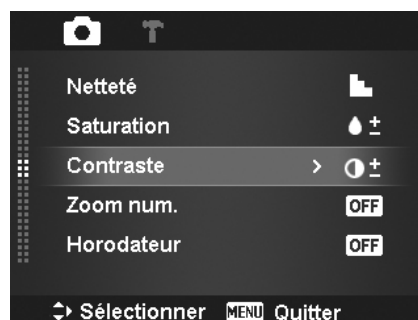 Netteté
Saturation
Contraste
Zoom num. OFF
Horodateur OFF
Sélectionner MENU Quitter